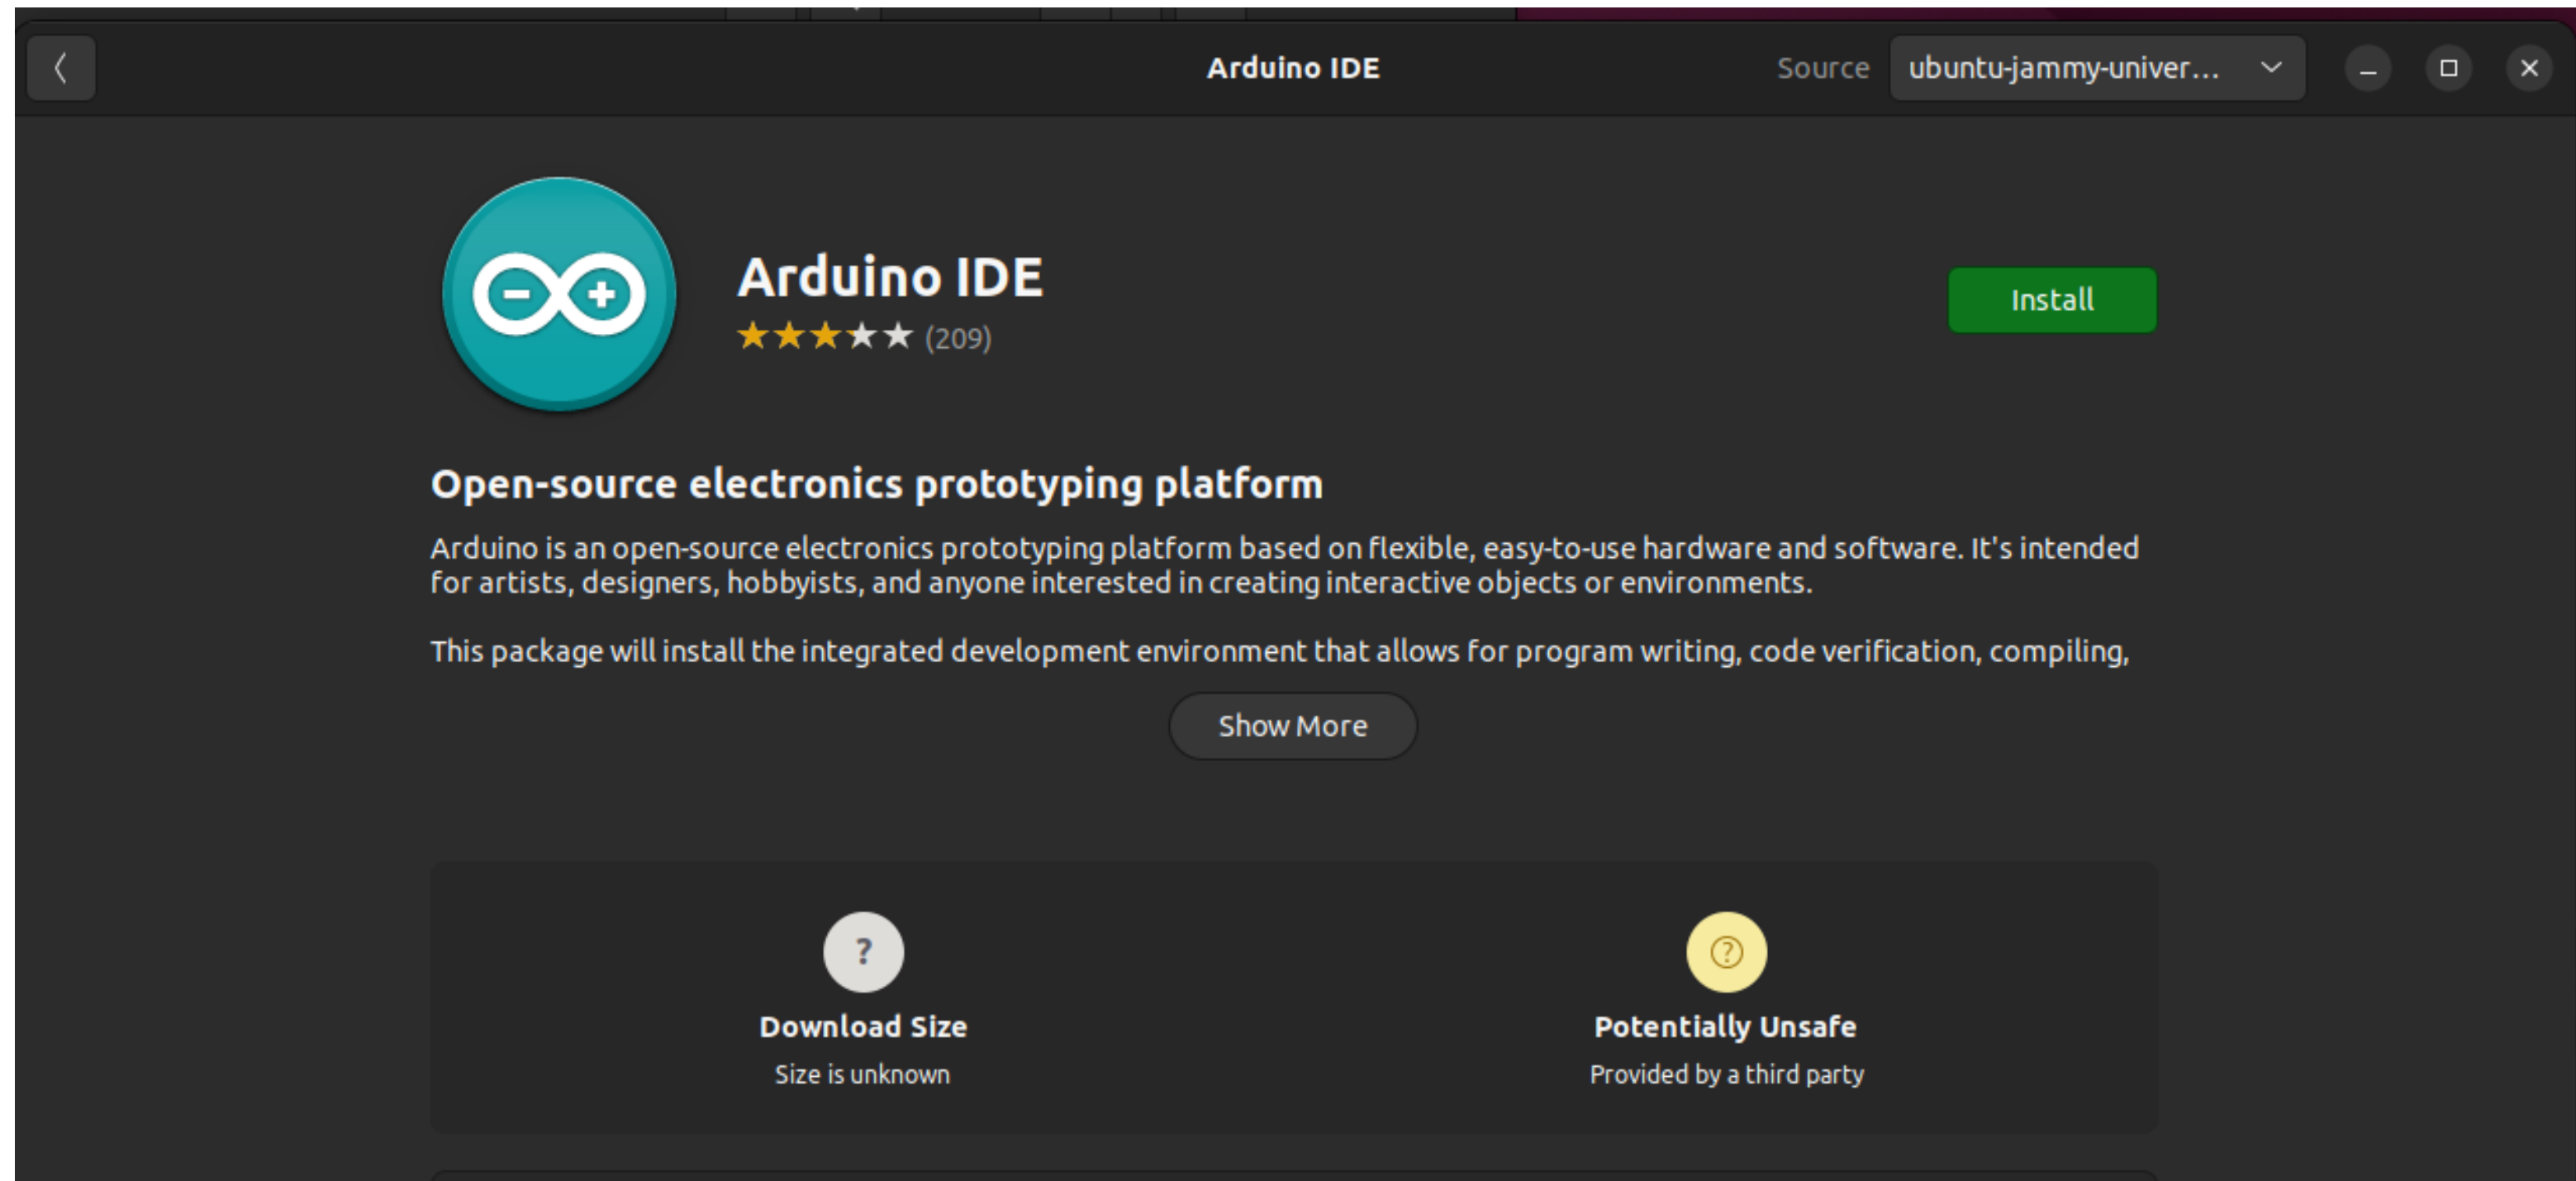 Arduino IDE
Source
ubuntu-jammy-univer...
Arduino IDE
(209)
Install
Open-source electronics prototyping platform
Arduino is an open-source electronics prototyping platform based on flexible, easy-to-use hardware and software. It's intended
for artists, designers, hobbyists, and anyone interested in creating interactive objects or environments.
This package will install the integrated development environment that allows for program writing, code verification, compiling,
Show More
?
?
Download Size
Potentially Unsafe
Size is unknown
Provided by a third party